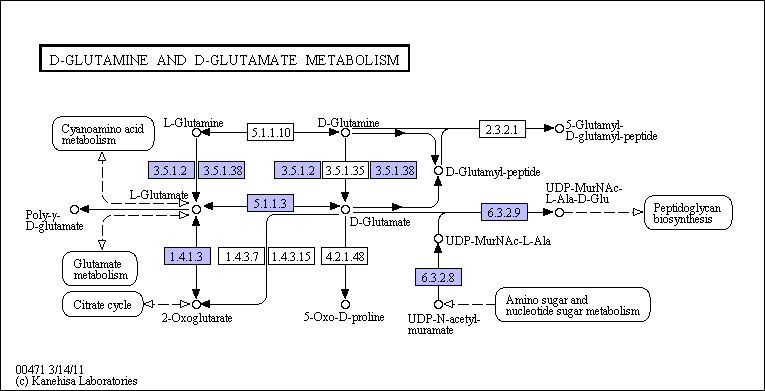 D-GLUTAMINE AND D-GLUTAMATE METABOLISM
Cyanoamino acid
metabolism
L-Glutamine
5.1.1.10
D-Glutamine
2.3.2.1
5-Glutamyl-
D-glutamyl-peptide
3.5.1.2
3.5.1.38
3.5.1.2
3.5.1.35
3.5.1.38
D-Glutamyl-peptide
L-Glutamate
5.1.1.3
D-Glutamate
Poly-γ-
D-glutamate
UDP-MurNAc-
L-Ala-D-Glu
6.3.2.9
Peptidoglycan
biosynthesis
UDP-MurNAc-L-Ala
Glutamate
metabolism
1.4.1.3
1.4.3.7
1.4.3.15
4.2.1.48
6.3.2.8
Citrate cycle
2-Oxoglutarate
5-Oxo-D-proline
UDP-N-acetyl-
muramate
Amino sugar and
nucleotide sugar metabolism
00471 3/14/11
(c) Kanehisa Laboratories